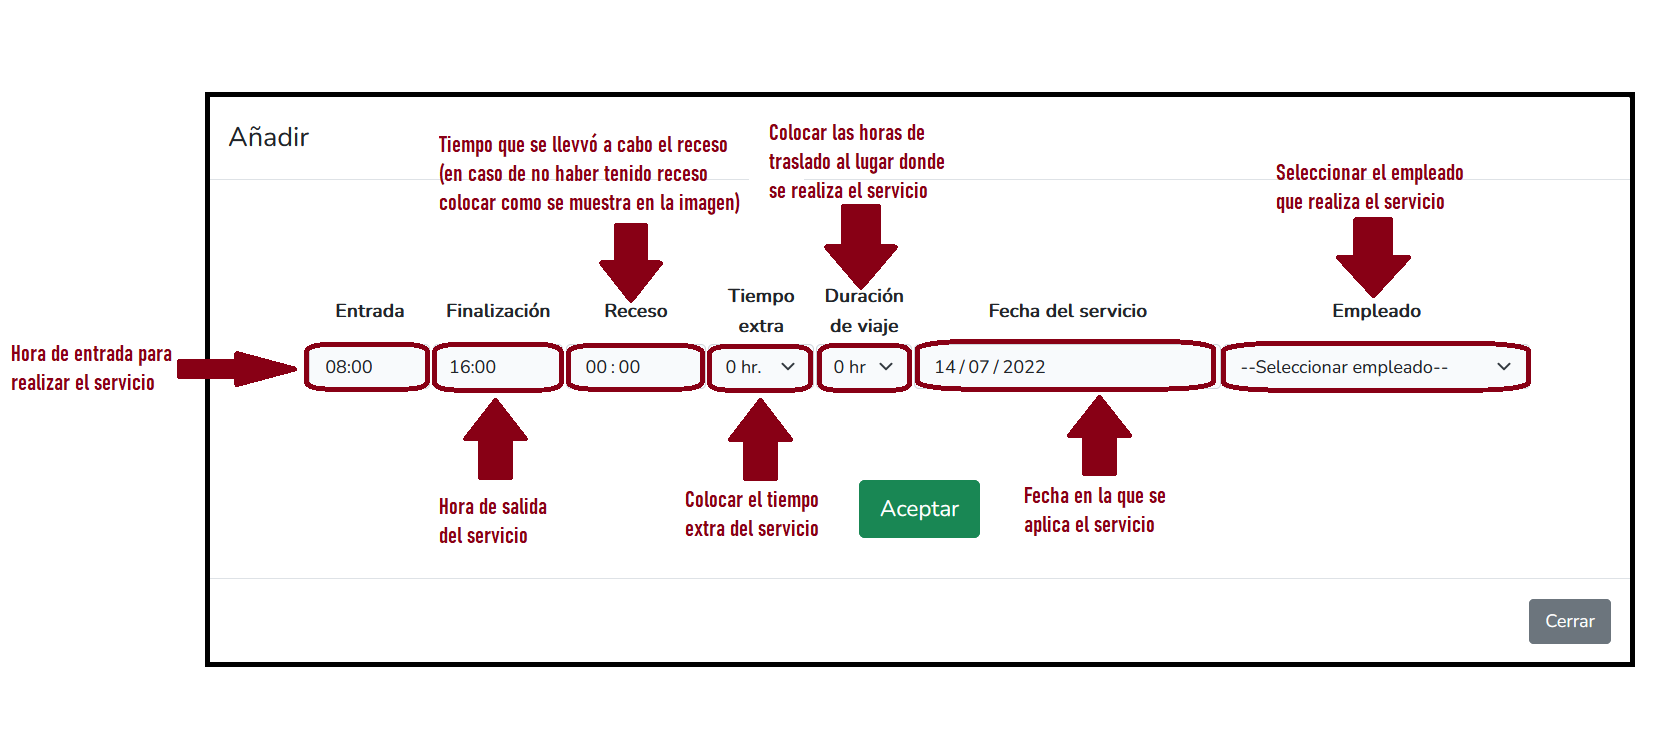 Añadir
Tiempo que se llevvó a cabo el receso
(en caso de no haber tenido receso
colocar como se muestra en la imagen)
Colocar las horas de
traslado al lugar donde
se realiza el servicio
Seleccionar el empleado
que realiza el servicio
Entrada
Finalización
Receso
Tiempo
extra
Duración
de viaje
Fecha del servicio
Empleado
Hora de entrada para
realizar el servicio
08:00
16:00
00:00
0 hr.
0 hr
14/07/2022
--Seleccionar empleado--
Hora de salida
del servicio
Colocar el tiempo
extra del servicio
Aceptar
Fecha en la que se
aplica el servicio
Cerrar